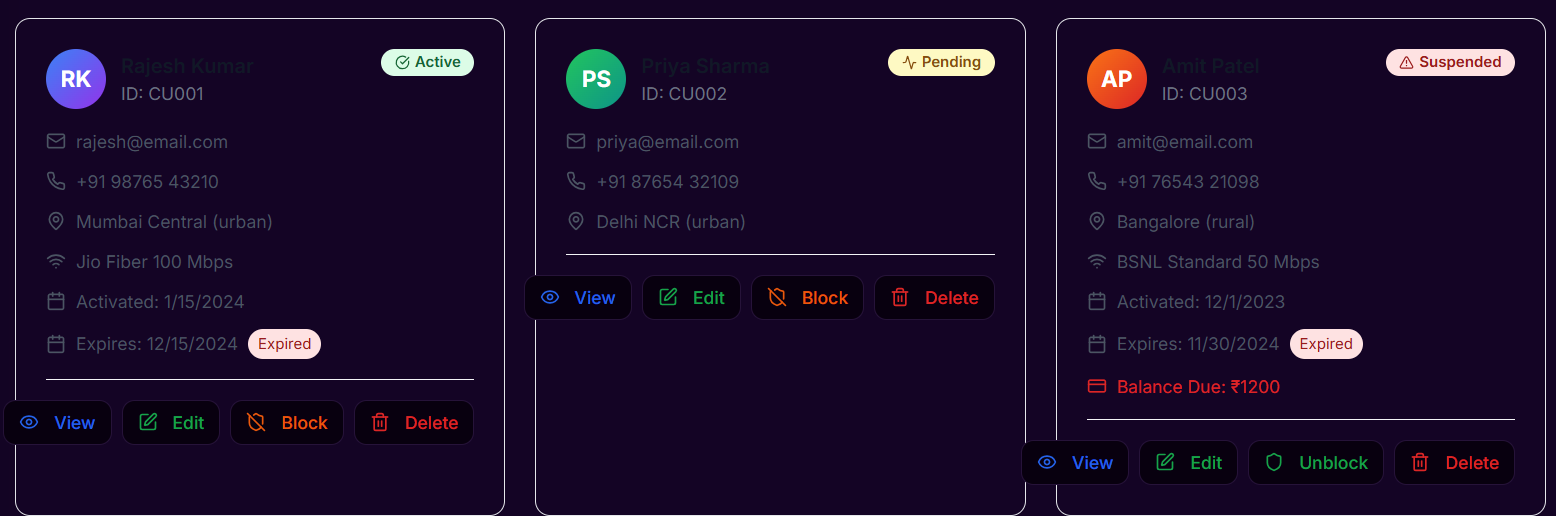 RK Rajesh Kumar Active
ID: CU001
rajesh@email.com
+91 98765 43210
Mumbai Central (urban)
Jio Fiber 100 Mbps
Activated: 1/15/2024
Expires: 12/15/2024 Expired
View Edit Block Delete
PS Priya Sharma Pending
ID: CU002
priya@email.com
+91 87654 32109
Delhi NCR (urban)
View Edit Block Delete
AP Amit Patel Suspended
ID: CU003
amit@email.com
+91 76543 21098
Bangalore (rural)
BSNL Standard 50 Mbps
Activated: 12/1/2023
Expires: 11/30/2024 Expired
Balance Due: ₹1200
View Edit Unblock Delete